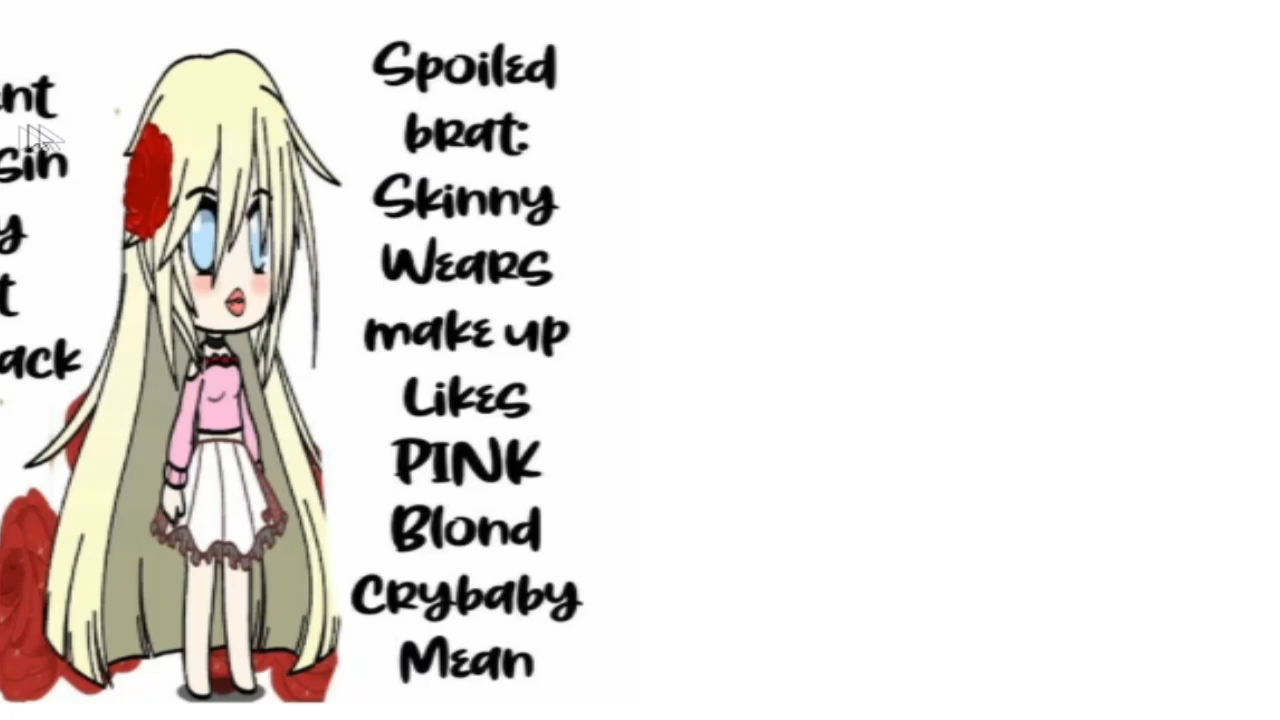 Spoiled
brat:
Skinny
Wears
make up
Likes
PINK
Blond
Crybaby
Mean